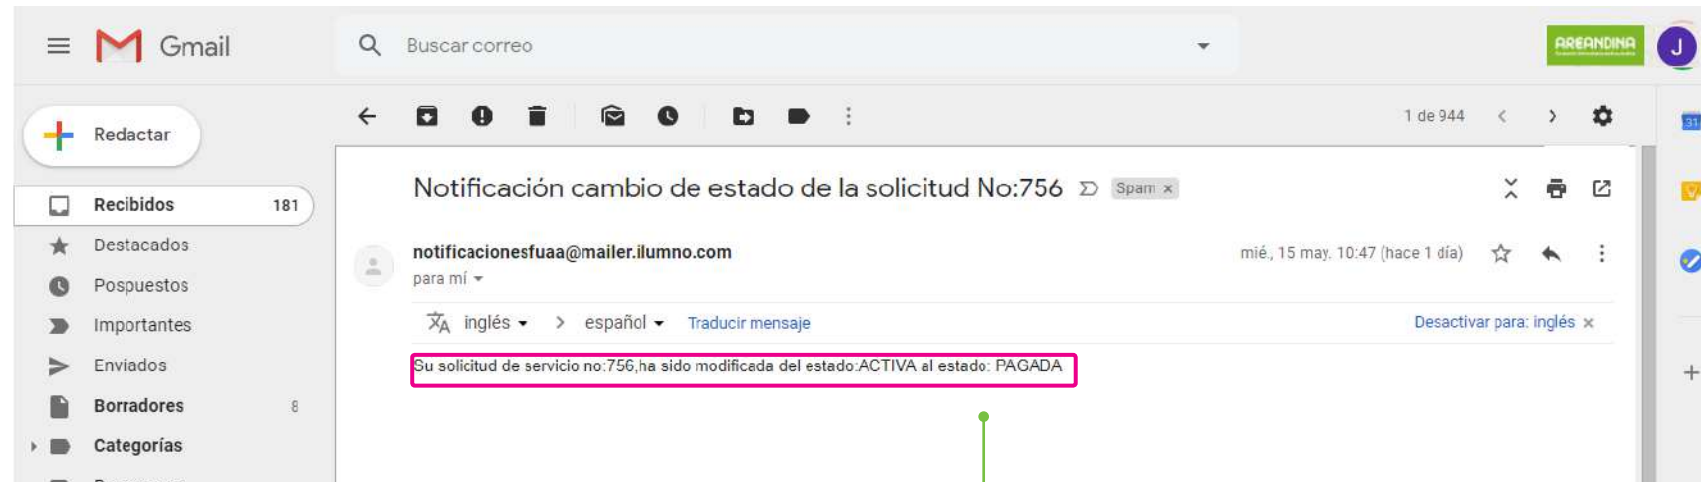 Gmail
Buscar correo
AREANDINA
J
Redactar
1 de 944
31
Notificación cambio de estado de la solicitud No:756 Spam x
Recibidos 181
Destacados
notificacionesfuaa@mailer.ilumno.com
mié., 15 may. 10:47 (hace 1 día)
para mí
Pospuestos
Importantes
inglés > español Traducir mensaje
Desactivar para: inglés x
Enviados
Su solicitud de servicio no:756,ha sido modificada del estado:ACTIVA al estado: PAGADA
Borradores 8
Categorías